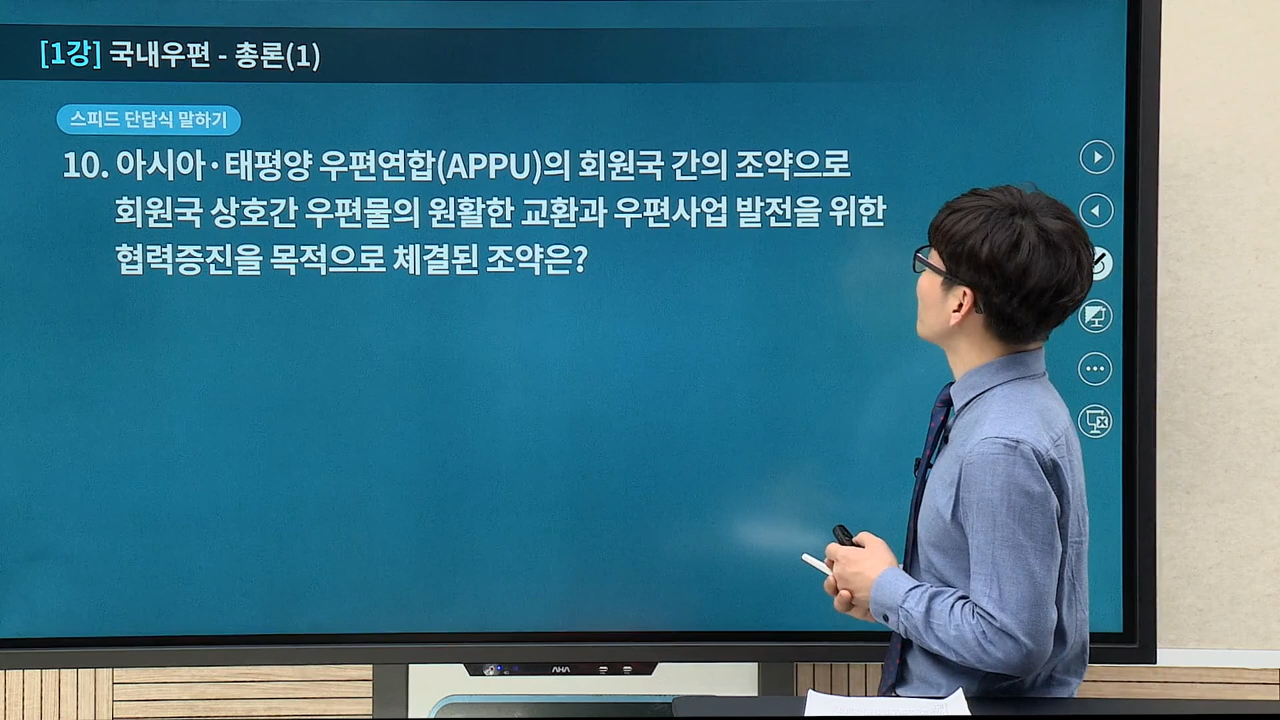 [1강] 국내우편 - 총론(1)
스피드 단답식 말하기
10. 아시아·태평양 우편연합(APPU)의 회원국 간의 조약으로
회원국 상호간 우편물의 원활한 교환과 우편사업 발전을 위한
협력증진을 목적으로 체결된 조약은?
AHA